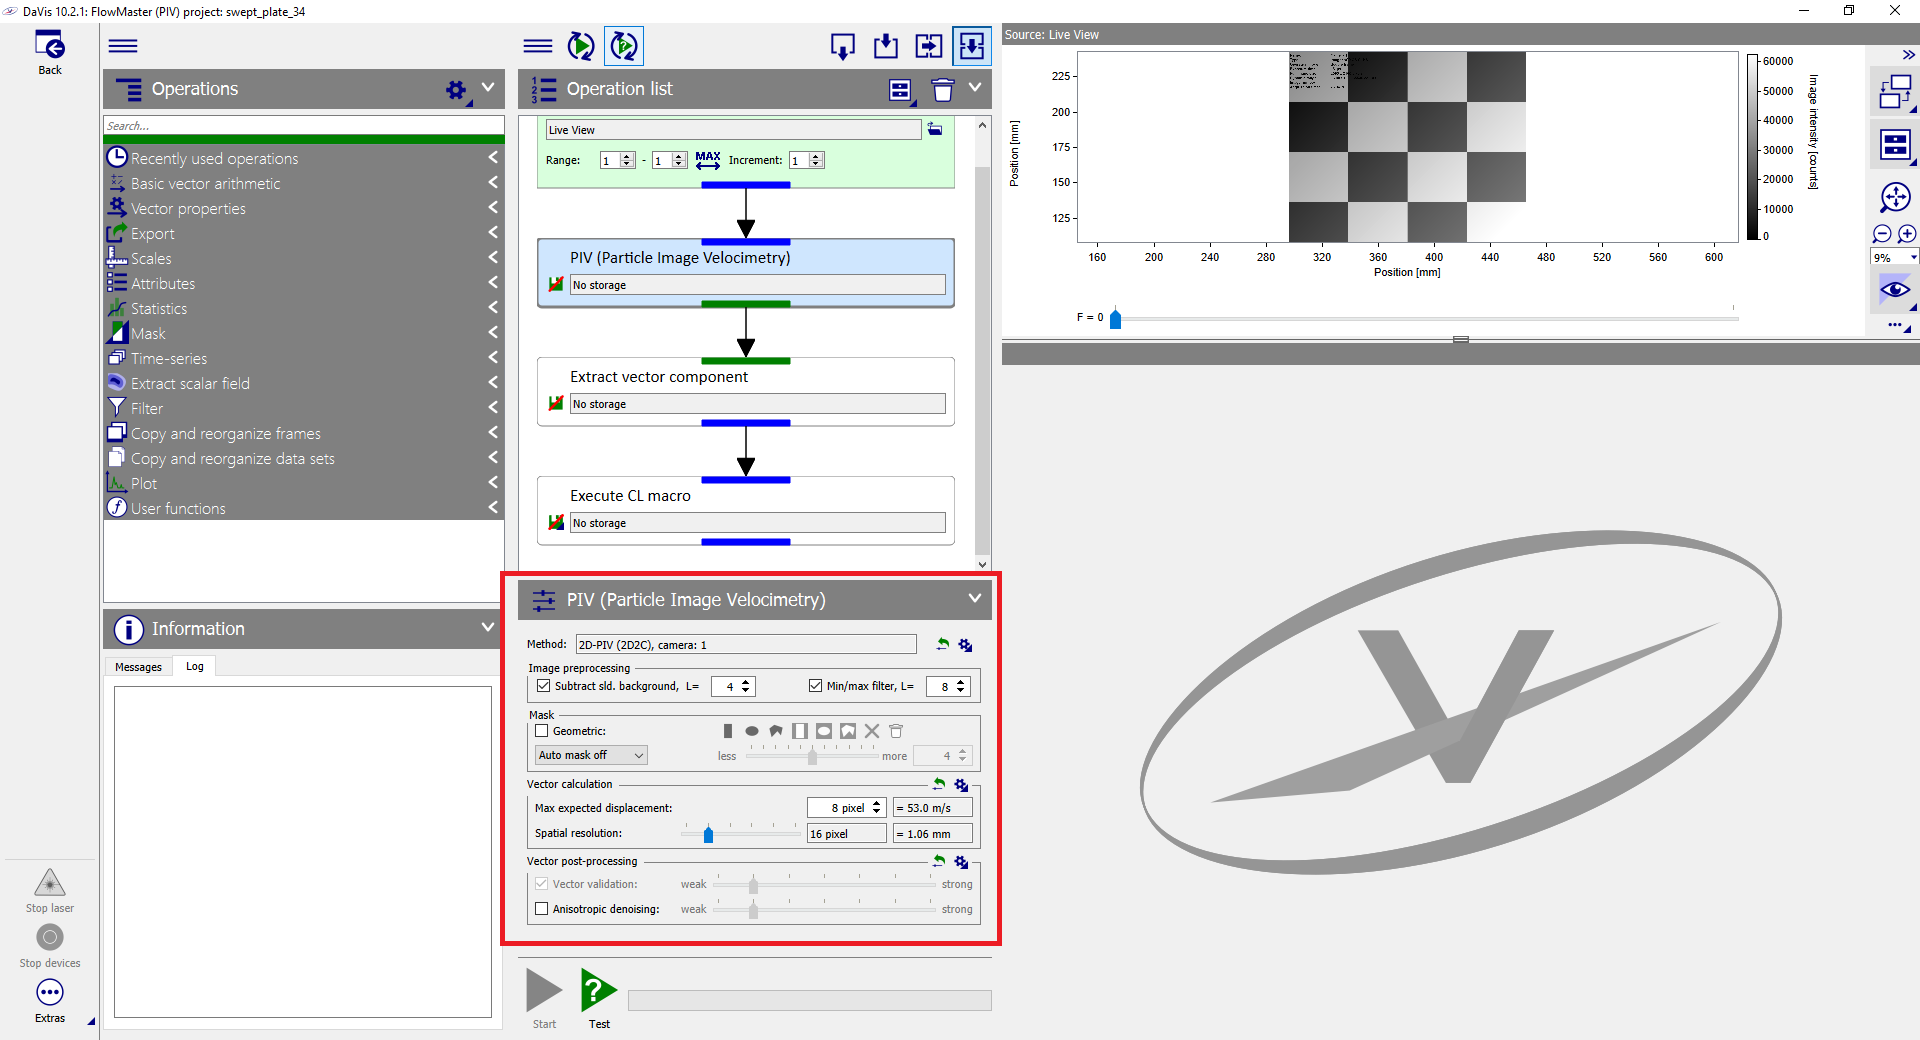 DaVis 10.2.1: FlowMaster (PIV) project: swept_plate_34
Back
Operations
Search...
Recently used operations
Basic vector arithmetic
Vector properties
Export
Scales
Attributes
Statistics
Mask
Time-series
Extract scalar field
Filter
Copy and reorganize frames
Copy and reorganize data sets
Plot
User functions
Information
Messages Log
Stop laser
Stop devices
Extras
1
2
3
Operation list
Live View
Range: 1 - 1 MAX Increment: 1
PIV (Particle Image Velocimetry)
No storage
Extract vector component
No storage
Execute CL macro
No storage
PIV (Particle Image Velocimetry)
Method: 2D-PIV (2D2C), camera: 1
Image preprocessing
Subtract sld. background, L= 4 Min/max filter, L= 8
Mask
Geometric:
Auto mask off less more 4
Vector calculation
Max expected displacement: 8 pixel = 53.0 m/s
Spatial resolution: 16 pixel = 1.06 mm
Vector post-processing
Vector validation: weak strong
Anisotropic denoising: weak strong
Start
? Test
Source: Live View
Position [mm]
225
200
175
150
125
160 200 240 280 320 360 400 440 480 520 560 600
Position [mm]
60000
50000
40000
30000
20000
10000
0
Image intensity [counts]
F = 0
9%